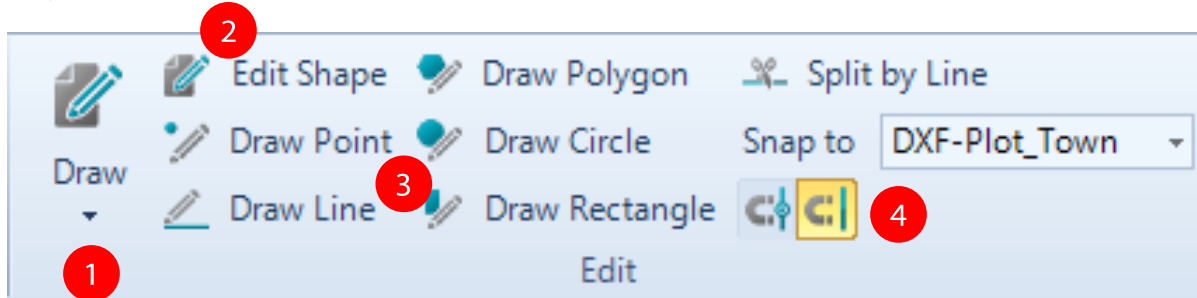 2
Edit Shape Draw Polygon Split by Line
Draw Point Draw Circle Snap to DXF-Plot_Town
Draw
3
Draw Line Draw Rectangle 4
1
Edit